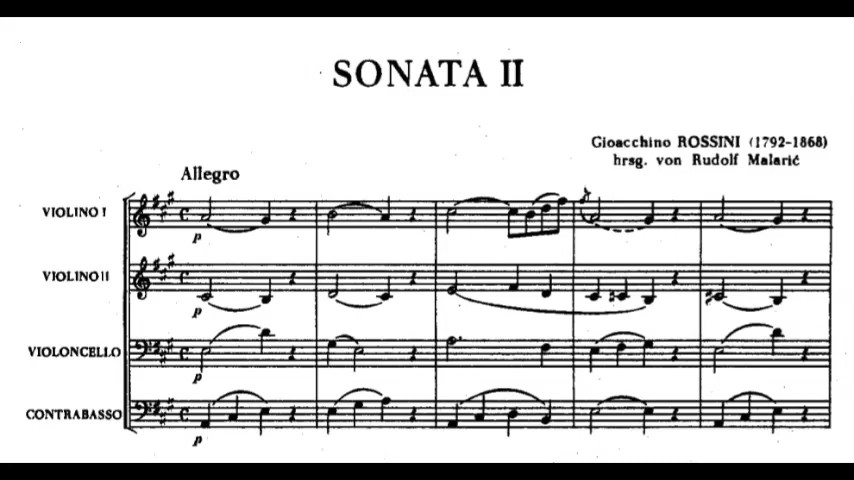 SONATA II
Gioacchino ROSSINI (1792-1868)
hrsg. von Rudolf Malarić
Allegro
VIOLINO I
p
VIOLINO II
p
VIOLONCELLO
p
CONTRABASSO
p